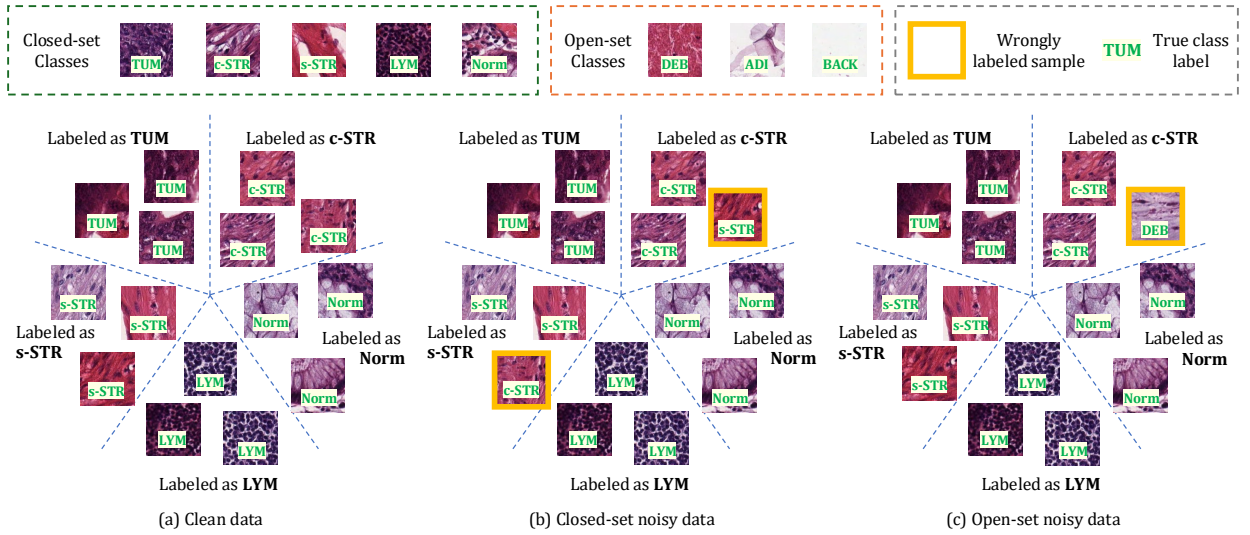 Closed-set
Classes
TUM
c-STR
s-STR
LYM
Norm
Open-set
Classes
DEB
ADI
BACK
Wrongly
labeled sample
TUM
True class
label
Labeled as TUM
Labeled as c-STR
TUM
TUM
TUM
c-STR
c-STR
c-STR
s-STR
s-STR
Labeled as
s-STR
s-STR
Norm
Norm
Labeled as
Norm
Norm
LYM
LYM
LYM
Labeled as LYM
(a) Clean data
Labeled as TUM
Labeled as c-STR
TUM
TUM
TUM
c-STR
s-STR
c-STR
s-STR
s-STR
Labeled as
s-STR
c-STR
Norm
Norm
Labeled as
Norm
Norm
LYM
LYM
LYM
Labeled as LYM
(b) Closed-set noisy data
Labeled as TUM
Labeled as c-STR
TUM
TUM
TUM
c-STR
DEB
c-STR
s-STR
s-STR
Labeled as
s-STR
s-STR
Norm
Norm
Labeled as
Norm
Norm
LYM
LYM
LYM
Labeled as LYM
(c) Open-set noisy data